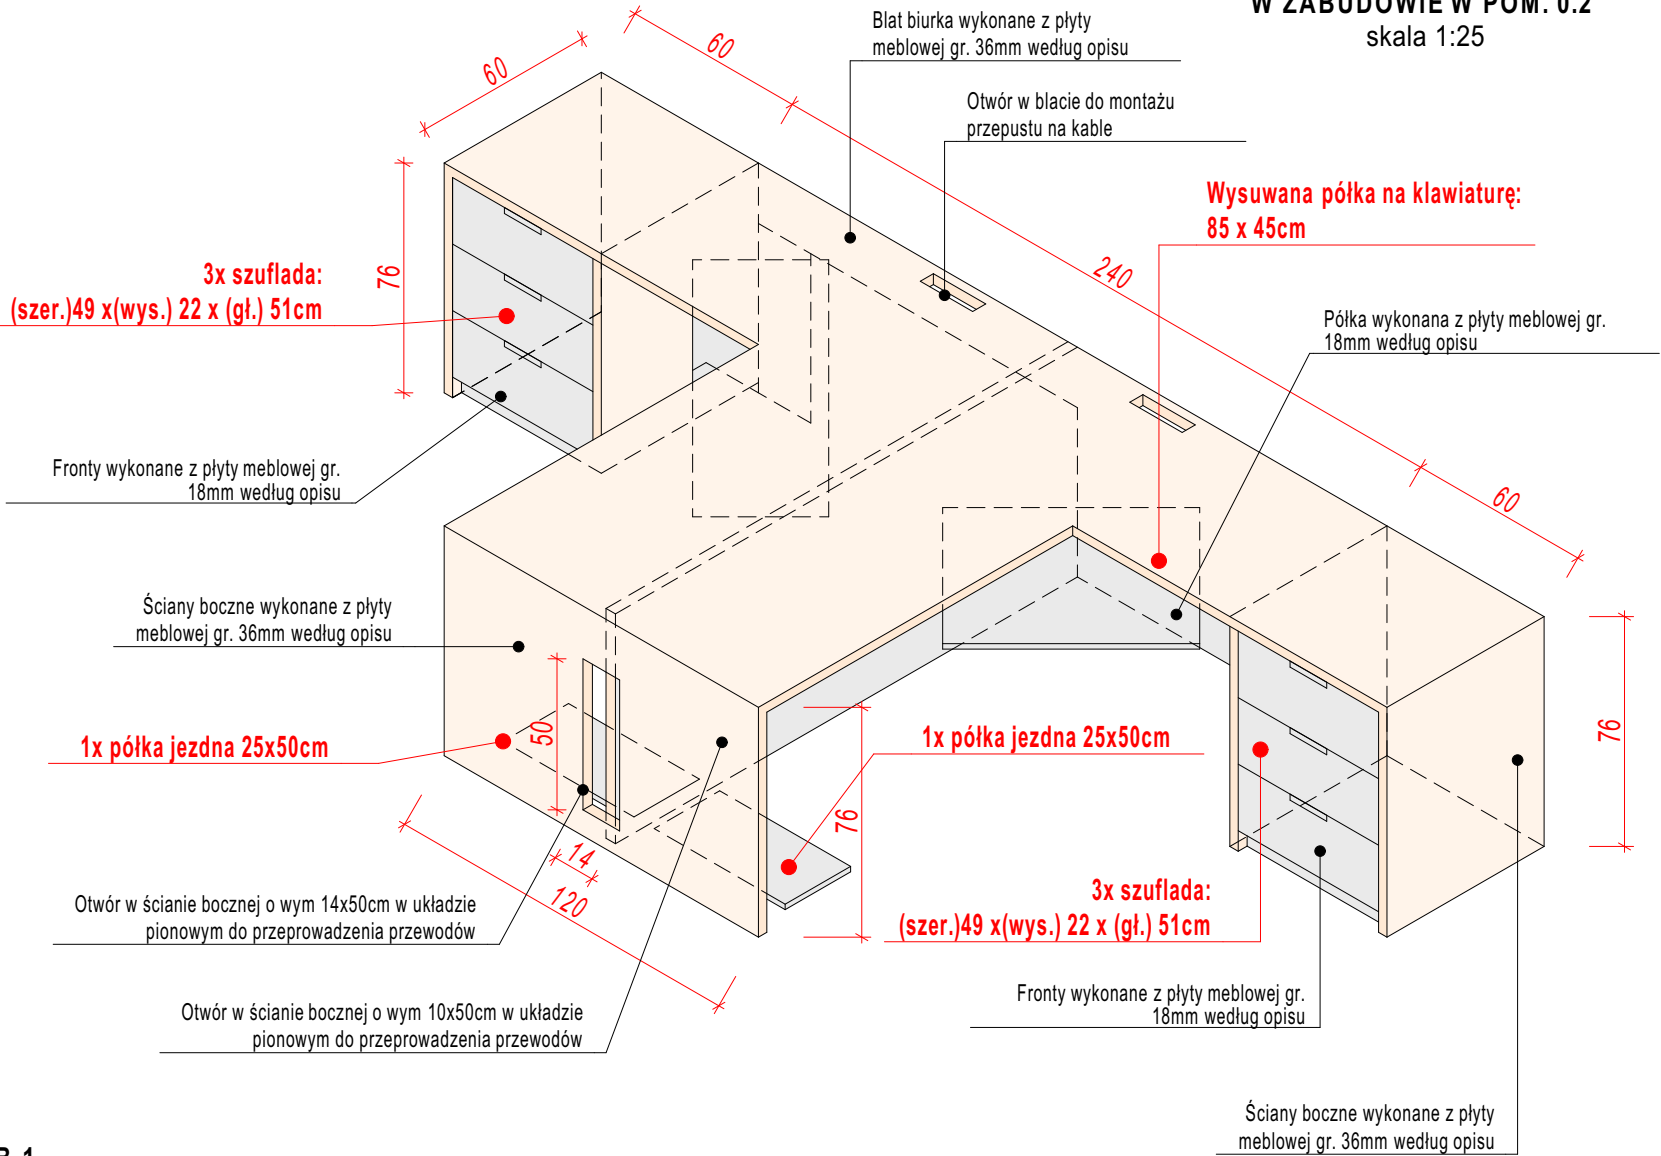 W ZABUDOWIE W POM. 0.2
skala 1:25
Blat biurka wykonane z płyty
meblowej gr. 36mm według opisu
60
60
Otwór w blacie do montażu
przepustu na kable
Wysuwana półka na klawiaturę:
85 x 45cm
240
76
3x szuflada:
(szer.)49 x(wys.) 22 x (gł.) 51cm
Półka wykonana z płyty meblowej gr.
18mm według opisu
Fronty wykonane z płyty meblowej gr.
18mm według opisu
60
Ściany boczne wykonane z płyty
meblowej gr. 36mm według opisu
50
76
1x półka jezdna 25x50cm
1x półka jezdna 25x50cm
76
14
120
Otwór w ścianie bocznej o wym 14x50cm w układzie
pionowym do przeprowadzenia przewodów
3x szuflada:
(szer.)49 x(wys.) 22 x (gł.) 51cm
Otwór w ścianie bocznej o wym 10x50cm w układzie
pionowym do przeprowadzenia przewodów
Fronty wykonane z płyty meblowej gr.
18mm według opisu
Ściany boczne wykonane z płyty
meblowej gr. 36mm według opisu